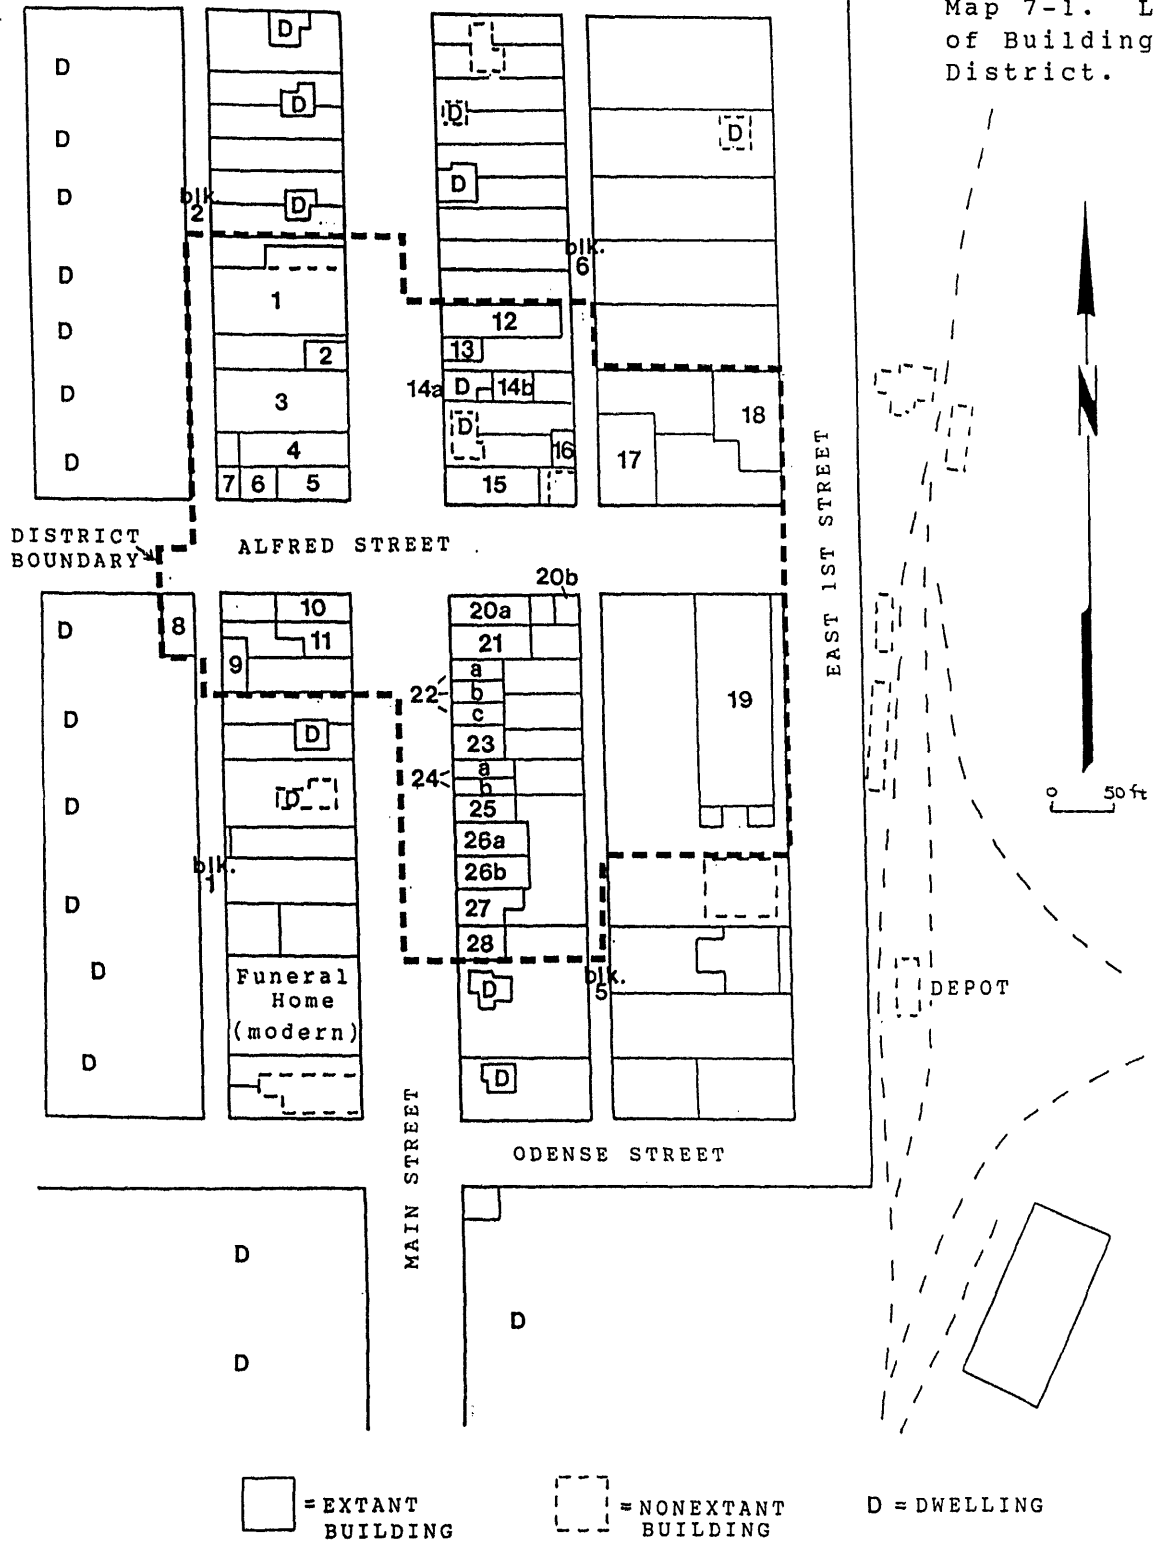 Map 7-1. L
of Building
District.
D
D
D
D
D
D
D
D
D
D
D
blk.
2
D
D
D
D
blk.
6
1
2
3
4
7 6 5
12
13
14a D 14b
D
16
15
17
18
DISTRICT
BOUNDARY
ALFRED STREET
EAST 1ST STREET
N
0 50 ft
20b
D
8
10
11
9
20a
21
22
a
b
c
23
24
a
b
25
26a
26b
27
28
19
D
D
D
D
D
D
D
blk.
1
Funeral
Home
(modern)
D
D
blk.
5
DEPOT
MAIN STREET
ODENSE STREET
D
D
D
=EXTANT
BUILDING
=NONEXTANT
BUILDING
D = DWELLING